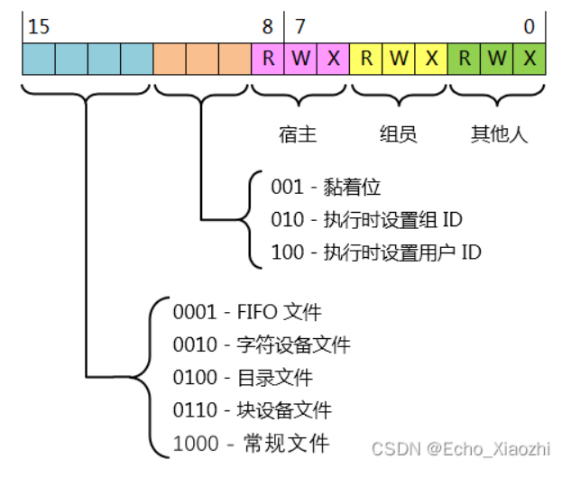 15 8 7 0
R W X R W X R W X
宿主 组员 其他人
001 - 黏着位
010 - 执行时设置组 ID
100 - 执行时设置用户 ID
0001 - FIFO 文件
0010 - 字符设备文件
0100 - 目录文件
0110 - 块设备文件
1000 - 常规文件
CSDN @Echo_Xiaozhi